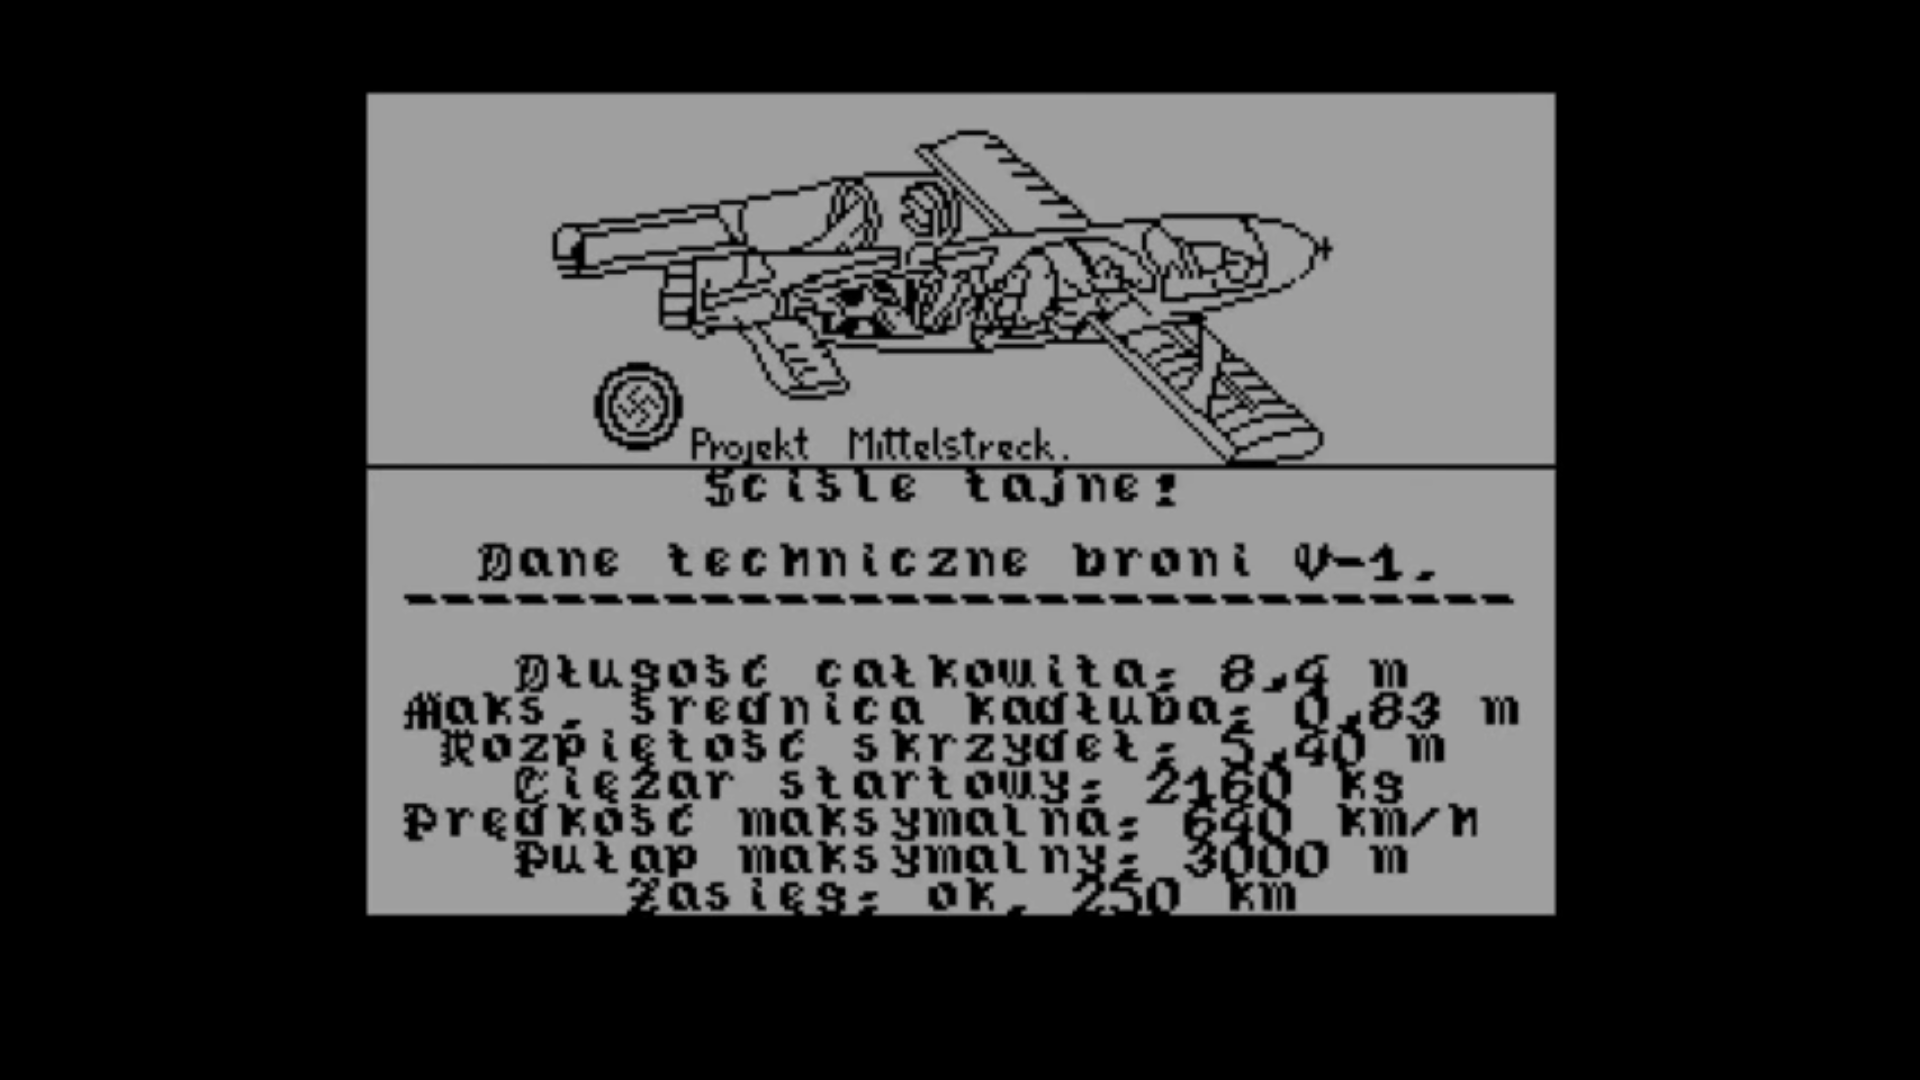 Projekt Mittelstreck.
Ściśle tajne!
Dane techniczne broni V-1.
------------------------------
Długość całkowita: 8,4 m
Maks. średnica kadłuba: 0,83 m
Rozpiętość skrzydeł: 5,40 m
Ciężar startowy: 2160 kg
Prędkość maksymalna: 640 km/h
Pułap maksymalny: 3000 m
Zasięg: ok. 250 km